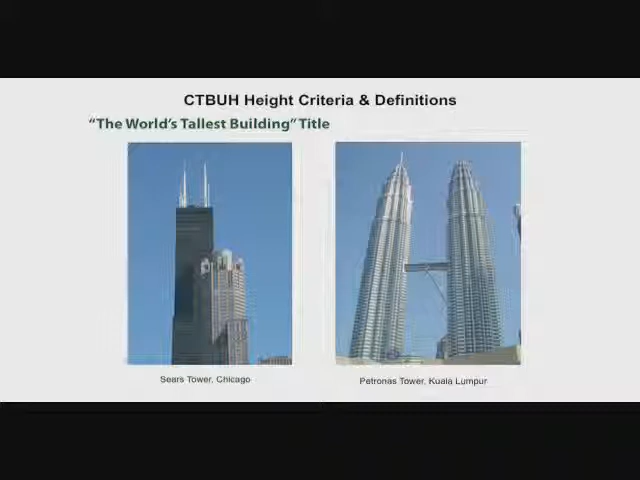 CTBUH Height Criteria & Definitions
“The World's Tallest Building” Title
Sears Tower, Chicago
Petronas Tower, Kuala Lumpur